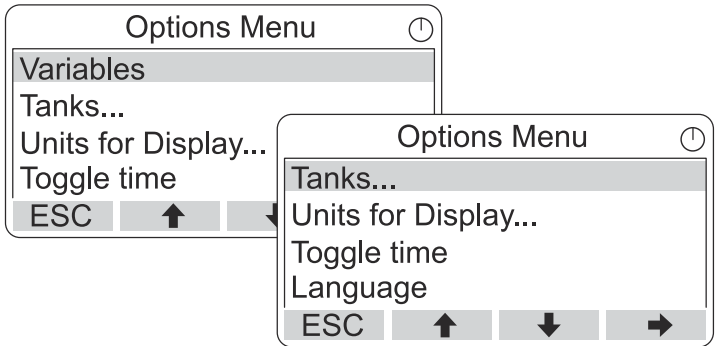 Options Menu
Variables
Tanks...
Units for Display...
Toggle time
ESC
Options Menu
Tanks...
Units for Display...
Toggle time
Language
ESC